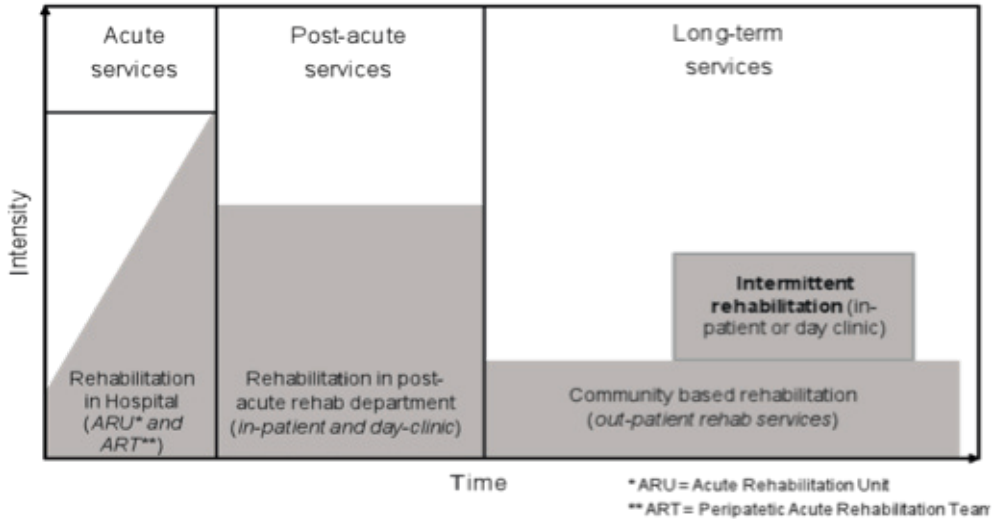 Acute
services
Post-acute
services
Long-term
services
Intensity
Rehabilitation
in Hospital
(ARU* and
ART**)
Rehabilitation in post-
acute rehab department
(in-patient and day-clinic)
Intermittent
rehabilitation (in-
patient or day clinic)
Community based rehabilitation
(out-patient rehab services)
Time
*ARU = Acute Rehabilitation Unit
**ART = Peripatetic Acute Rehabilitation Team